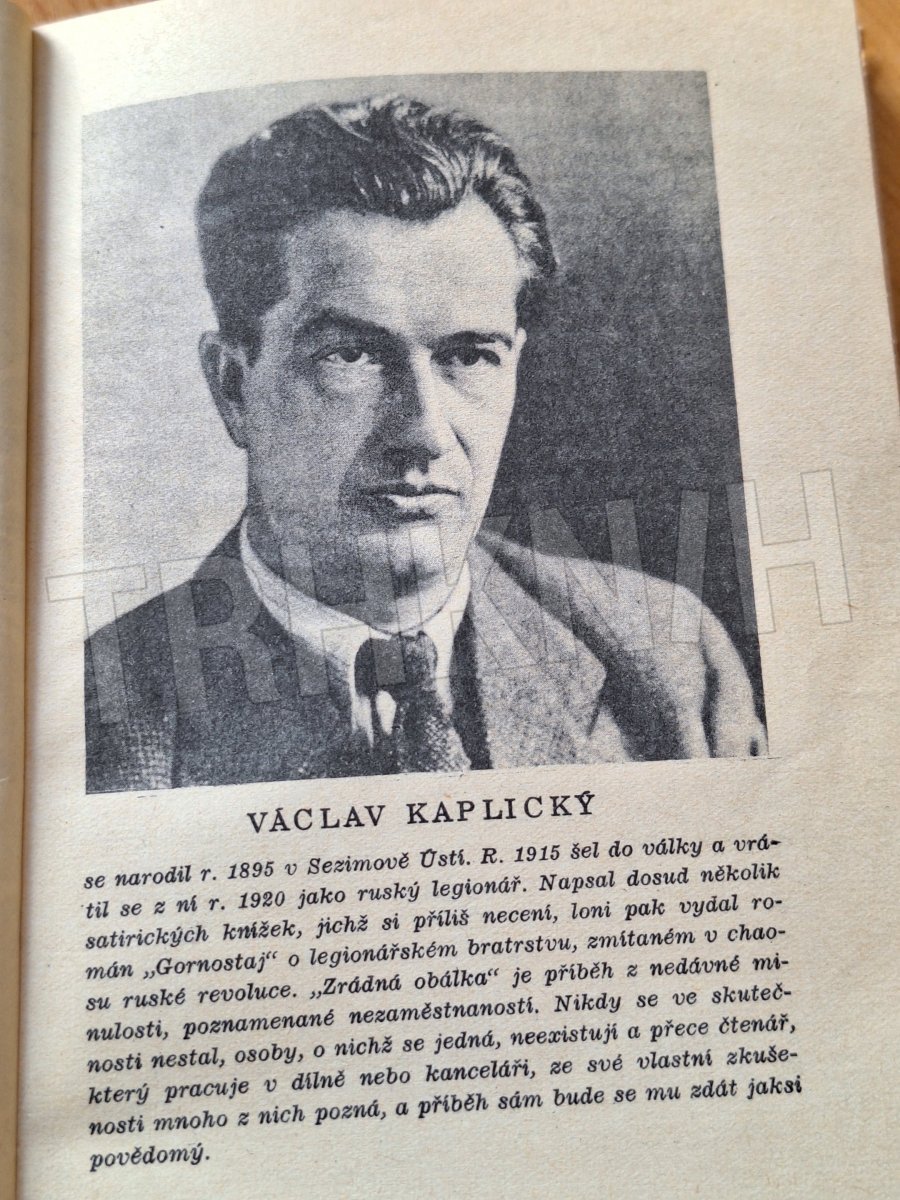 TRHKNIH
VÁCLAV KAPLICKÝ
se narodil r. 1895 v Sezimově Ústí. R. 1915 šel do války a vrá-
til se z ní r. 1920 jako ruský legionář. Napsal dosud několik
satirických knížek, jichž si příliš necení, loni pak vydal ro-
mán „Gornostaj“ o legionářském bratrstvu, zmítaném v chao-
su ruské revoluce. „Zrádná obálka“ je příběh z nedávné mi-
nulosti, poznamenané nezaměstnaností. Nikdy se ve skuteč-
nosti nestal, osoby, o nichž se jedná, neexistují a přece čtenář,
který pracuje v dílně nebo kanceláři, ze své vlastní zkuše-
nosti mnoho z nich pozná, a příběh sám bude se mu zdát jaksi
povědomý.